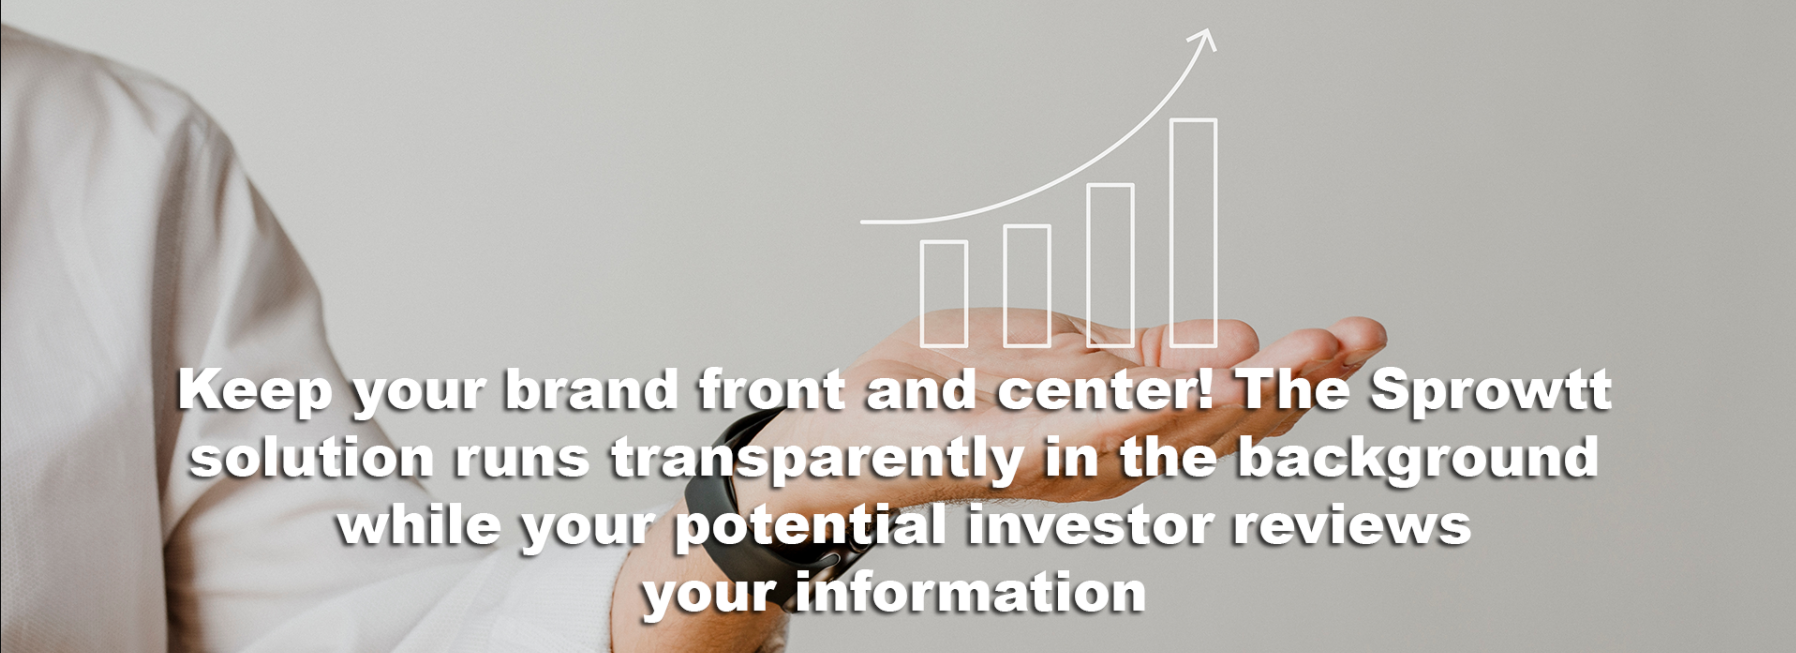 Keep your brand front and center! The Sprowtt
solution runs transparently in the background
while your potential investor reviews
your information